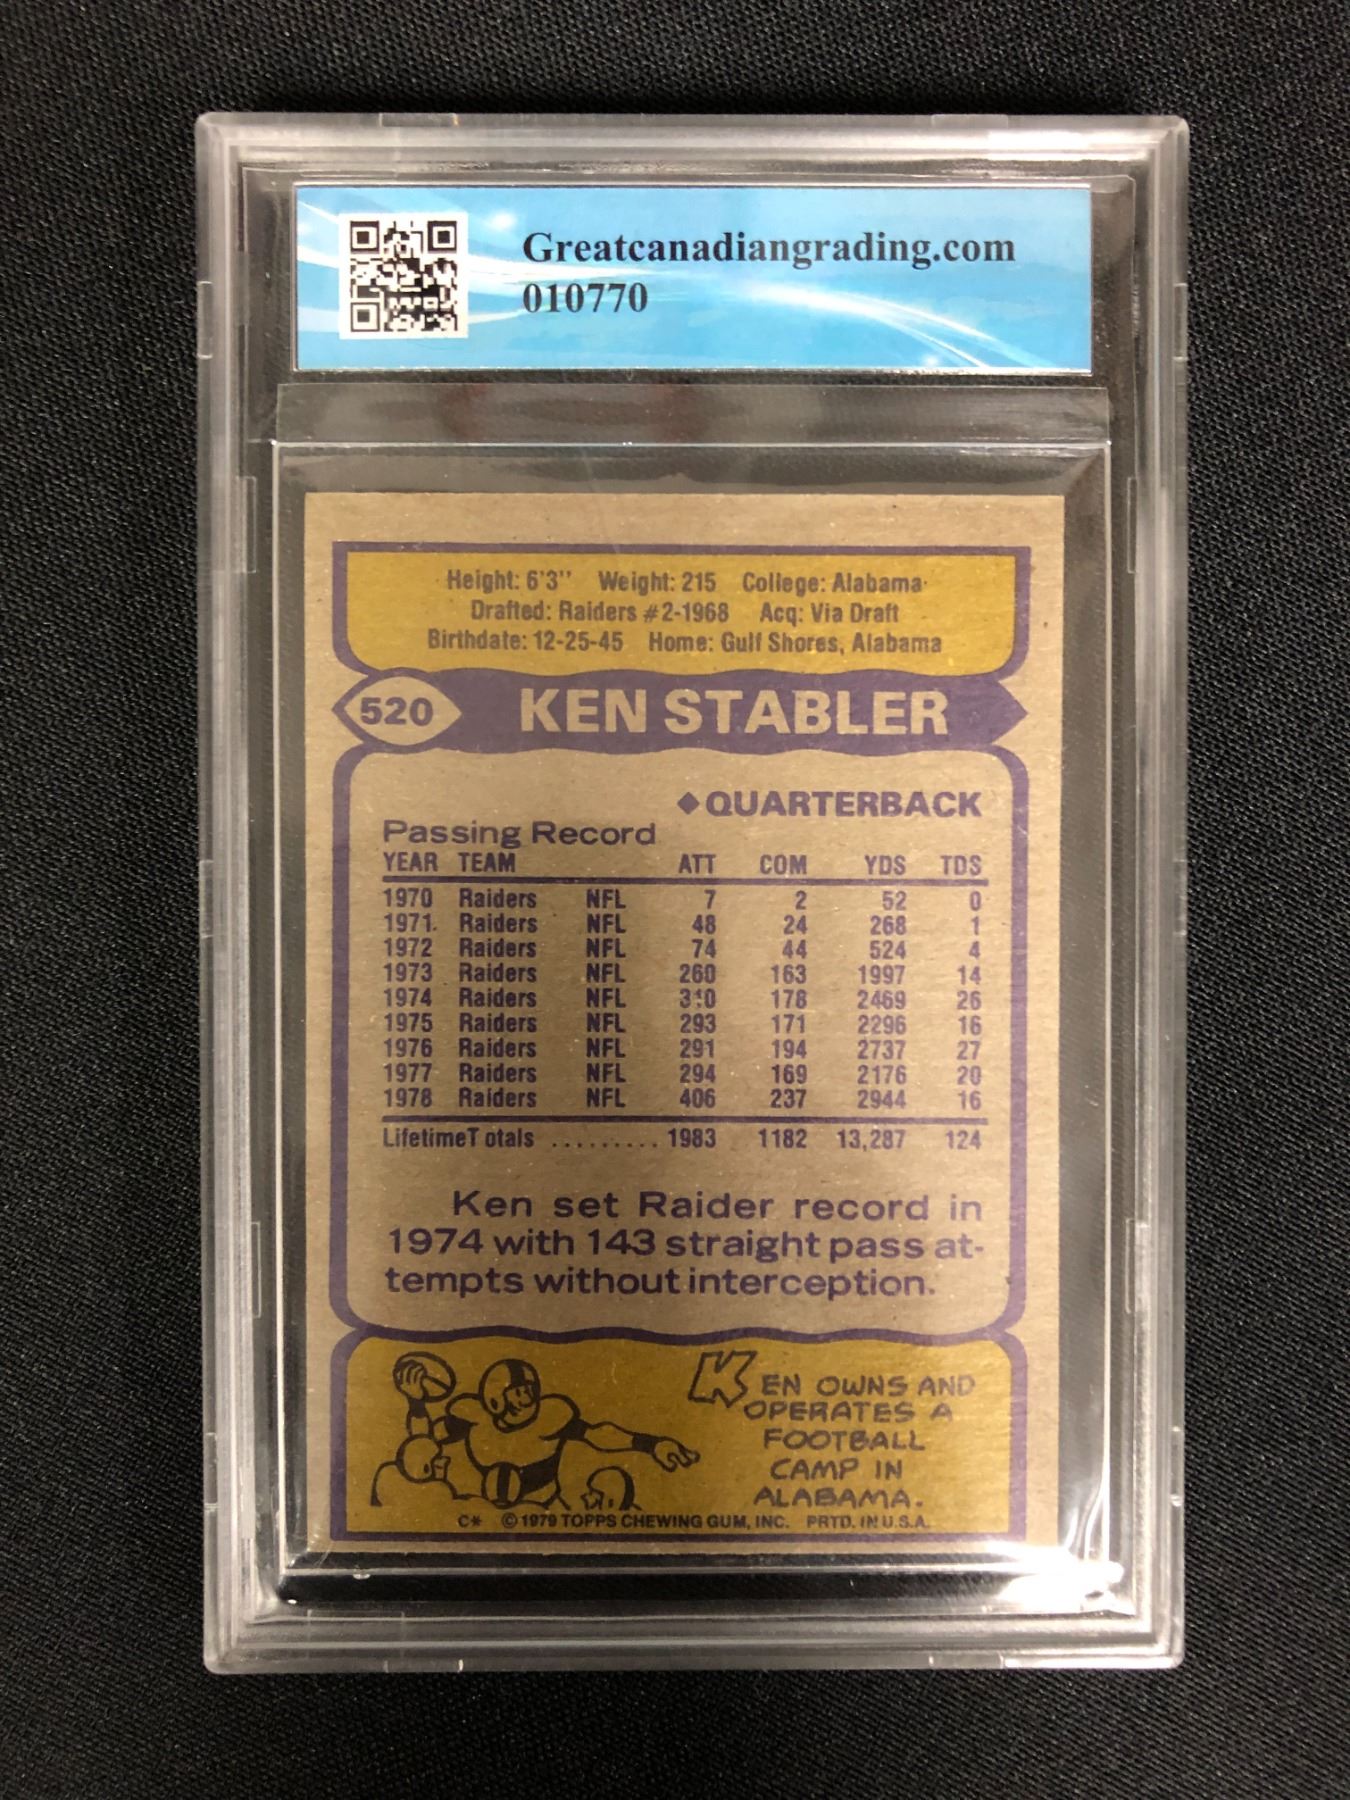 Greatcanadiangrading.com
010770
Height: 6'3" Weight: 215 College: Alabama
Drafted: Raiders #2-1968 Acq: Via Draft
Birthdate: 12-25-45 Home: Gulf Shores, Alabama
520 KEN STABLER
◆QUARTERBACK
Passing Record
YEAR TEAM ATT COM YDS TDS
1970 Raiders NFL 7 2 52 0
1971 Raiders NFL 48 24 268 1
1972 Raiders NFL 74 44 524 4
1973 Raiders NFL 260 163 1997 14
1974 Raiders NFL 310 178 2469 26
1975 Raiders NFL 293 171 2296 16
1976 Raiders NFL 291 194 2737 27
1977 Raiders NFL 294 169 2176 20
1978 Raiders NFL 406 237 2944 16
LifetimeTotals ......... 1983 1182 13,287 124
Ken set Raider record in
1974 with 143 straight pass at-
tempts without interception.
KEN OWNS AND
OPERATES A
FOOTBALL
CAMP IN
ALABAMA.
C* © 1979 TOPPS CHEWING GUM, INC. PRTD. IN U.S.A.